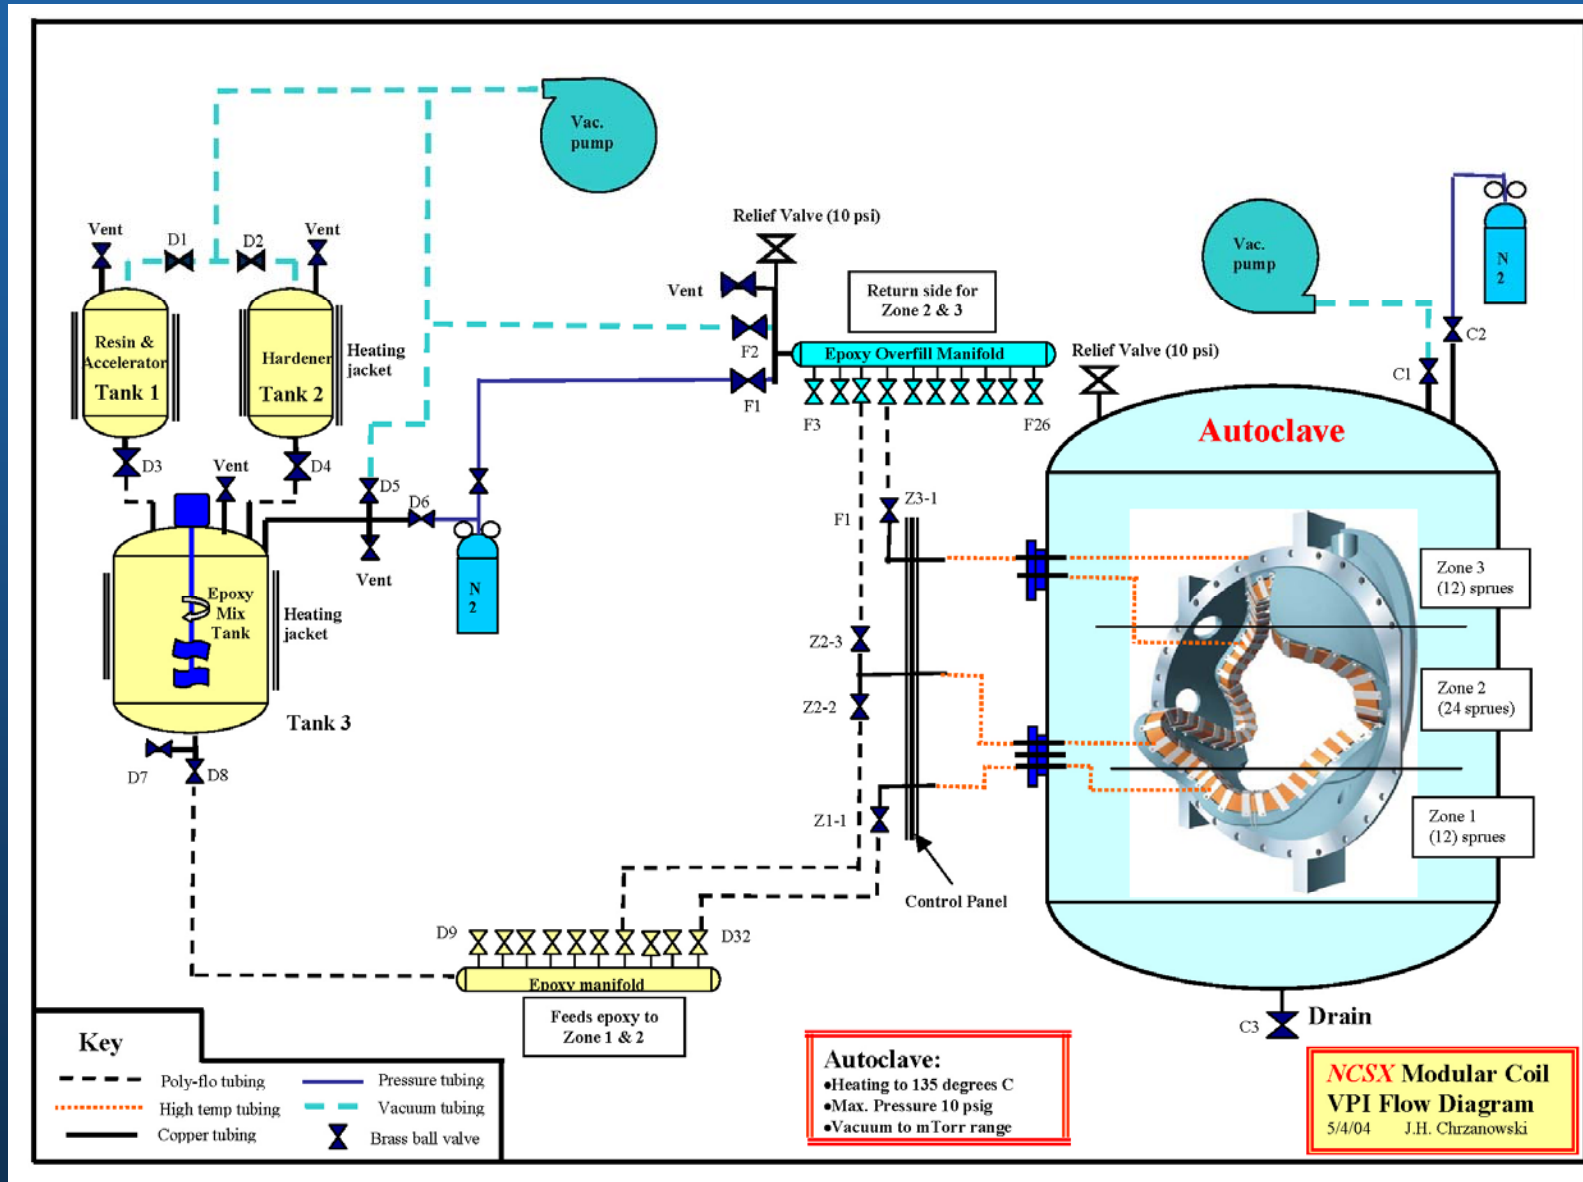 Vac.
pump
Relief Valve (10 psi)
Vent
D1
D2
Vent
Vac.
pump
N
2
Vent
Return side for
Zone 2 & 3
F2
C2
Resin &
Accelerator
Tank 1
Hardener
Tank 2
Heating
jacket
Epoxy Overfill Manifold
Relief Valve (10 psi)
C1
F1
F3
F26
Autoclave
D3
D4
Vent
D5
D6
Z3-1
F1
Vent
N
2
Zone 3
(12) sprues
Epoxy
Mix
Tank
Heating
jacket
Z2-3
Zone 2
(24 sprues)
Z2-2
Tank 3
D7
D8
Z1-1
Zone 1
(12) sprues
Control Panel
D9
D32
Epoxy manifold
Feeds epoxy to
Zone 1 & 2
C3
Drain
Key
Poly-flo tubing
Pressure tubing
High temp tubing
Vacuum tubing
Copper tubing
Brass ball valve
Autoclave:
•Heating to 135 degrees C
•Max. Pressure 10 psig
•Vacuum to mTorr range
NCSX Modular Coil
VPI Flow Diagram
5/4/04 J.H. Chrzanowski